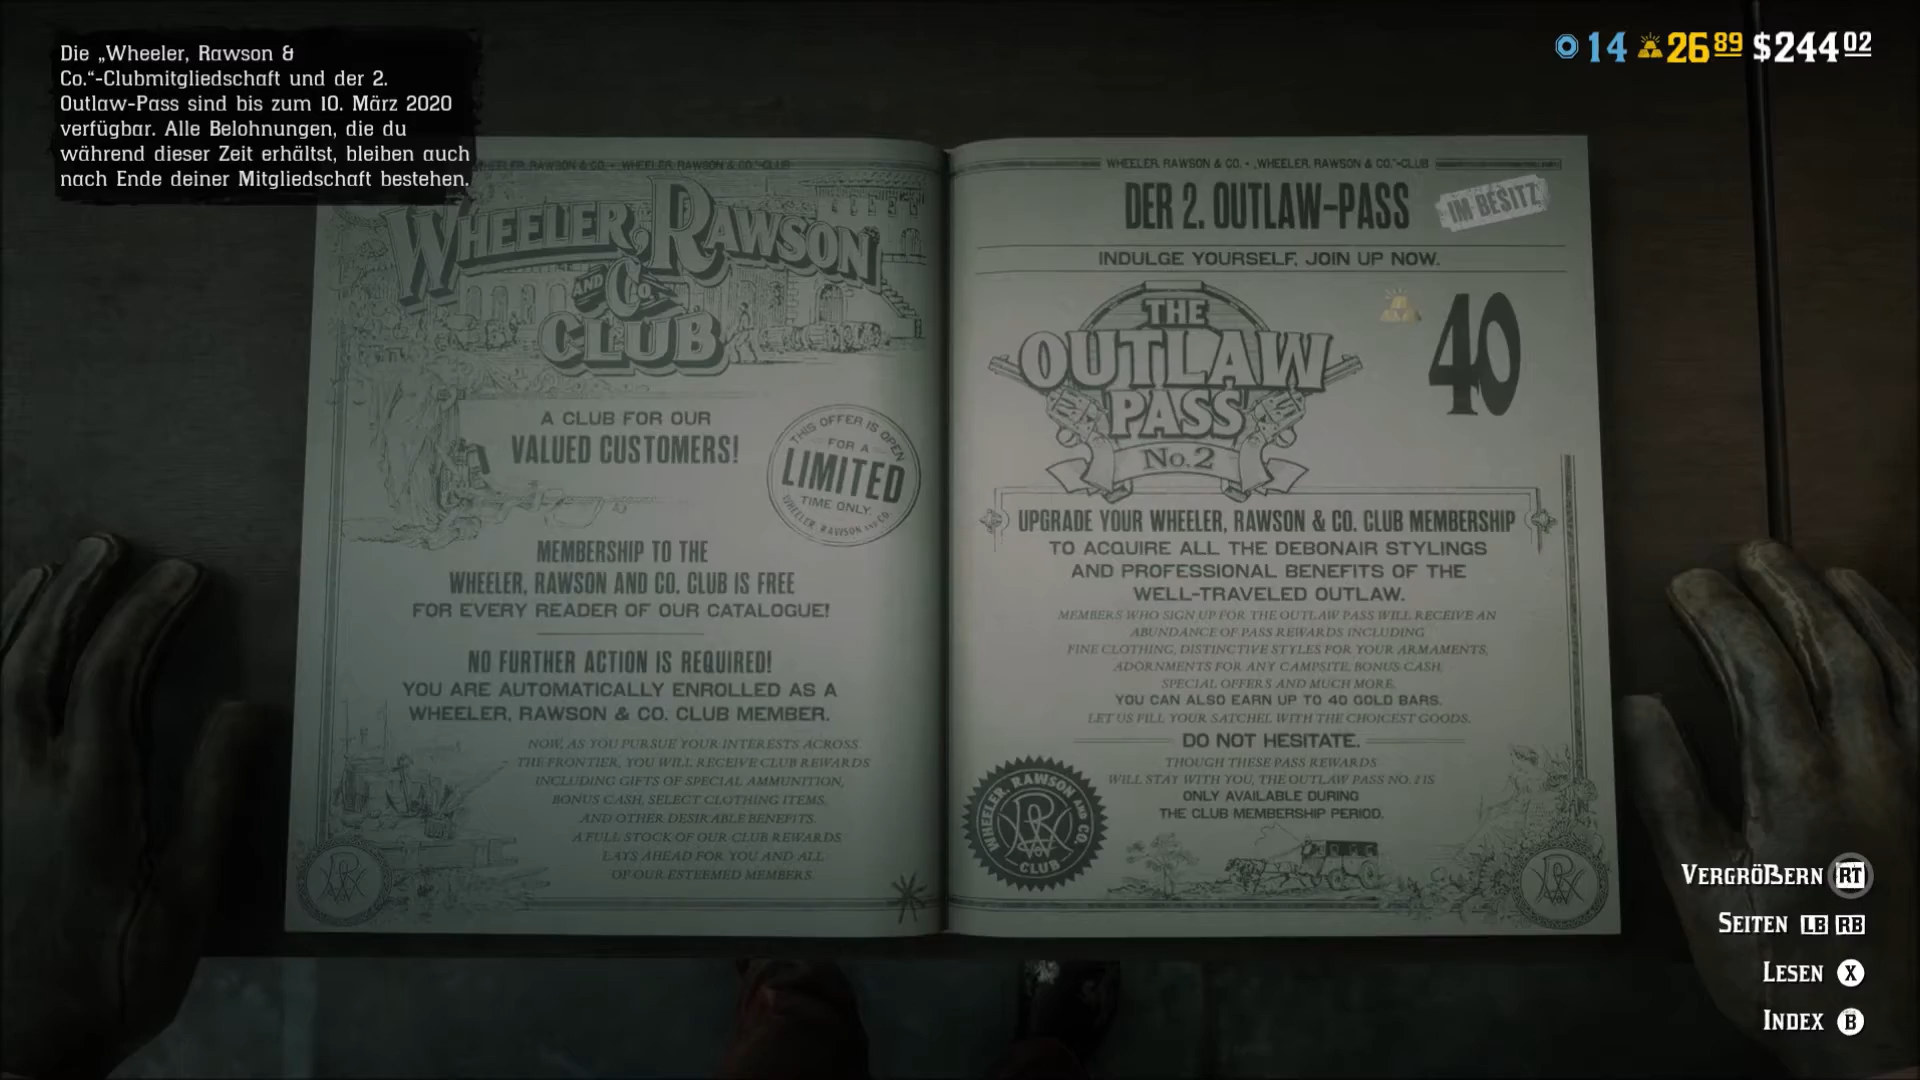 Die „Wheeler, Rawson &
Co.“-Clubmitgliedschaft und der 2.
Outlaw-Pass sind bis zum 10. März 2020
verfügbar. Alle Belohnungen, die du
während dieser Zeit erhältst, bleiben auch
nach Ende deiner Mitgliedschaft bestehen.
14 26 89 $244 02
WHEELER, RAWSON & CO. • „WHEELER, RAWSON & CO.“-CLUB
WHEELER, RAWSON
AND Co.
CLUB
A CLUB FOR OUR
VALUED CUSTOMERS!
THIS OFFER IS OPEN
FOR A
LIMITED
TIME ONLY.
WHEELER, RAWSON AND CO.
MEMBERSHIP TO THE
WHEELER, RAWSON AND CO. CLUB IS FREE
FOR EVERY READER OF OUR CATALOGUE!
NO FURTHER ACTION IS REQUIRED!
YOU ARE AUTOMATICALLY ENROLLED AS A
WHEELER, RAWSON & CO. CLUB MEMBER.
NOW, AS YOU PURSUE YOUR INTERESTS ACROSS
THE FRONTIER, YOU WILL RECEIVE CLUB REWARDS
INCLUDING GIFTS OF SPECIAL AMMUNITION,
BONUS CASH, SELECT CLOTHING ITEMS,
AND OTHER DESIRABLE BENEFITS.
A FULL STOCK OF OUR CLUB REWARDS
LAYS AHEAD FOR YOU AND ALL
OF OUR ESTEEMED MEMBERS.
WHEELER, RAWSON & CO. • „WHEELER, RAWSON & CO.“-CLUB
DER 2. OUTLAW-PASS
IM BESITZ
INDULGE YOURSELF, JOIN UP NOW.
THE
OUTLAW
PASS
No.2
40
UPGRADE YOUR WHEELER, RAWSON & CO. CLUB MEMBERSHIP
TO ACQUIRE ALL THE DEBONAIR STYLINGS
AND PROFESSIONAL BENEFITS OF THE
WELL-TRAVELED OUTLAW.
MEMBERS WHO SIGN UP FOR THE OUTLAW PASS WILL RECEIVE AN
ABUNDANCE OF PASS REWARDS INCLUDING
FINE CLOTHING, DISTINCTIVE STYLES FOR YOUR ARMAMENTS,
ADORNMENTS FOR ANY CAMPSITE, BONUS CASH,
SPECIAL OFFERS AND MUCH MORE.
YOU CAN ALSO EARN UP TO 40 GOLD BARS.
LET US FILL YOUR SATCHEL WITH THE CHOICEST GOODS.
DO NOT HESITATE.
THOUGH THESE PASS REWARDS
WILL STAY WITH YOU, THE OUTLAW PASS NO. 2 IS
ONLY AVAILABLE DURING
THE CLUB MEMBERSHIP PERIOD.
WHEELER, RAWSON AND CO.
CLUB
VERGRÖßERN RT
SEITEN LB RB
LESEN X
INDEX B